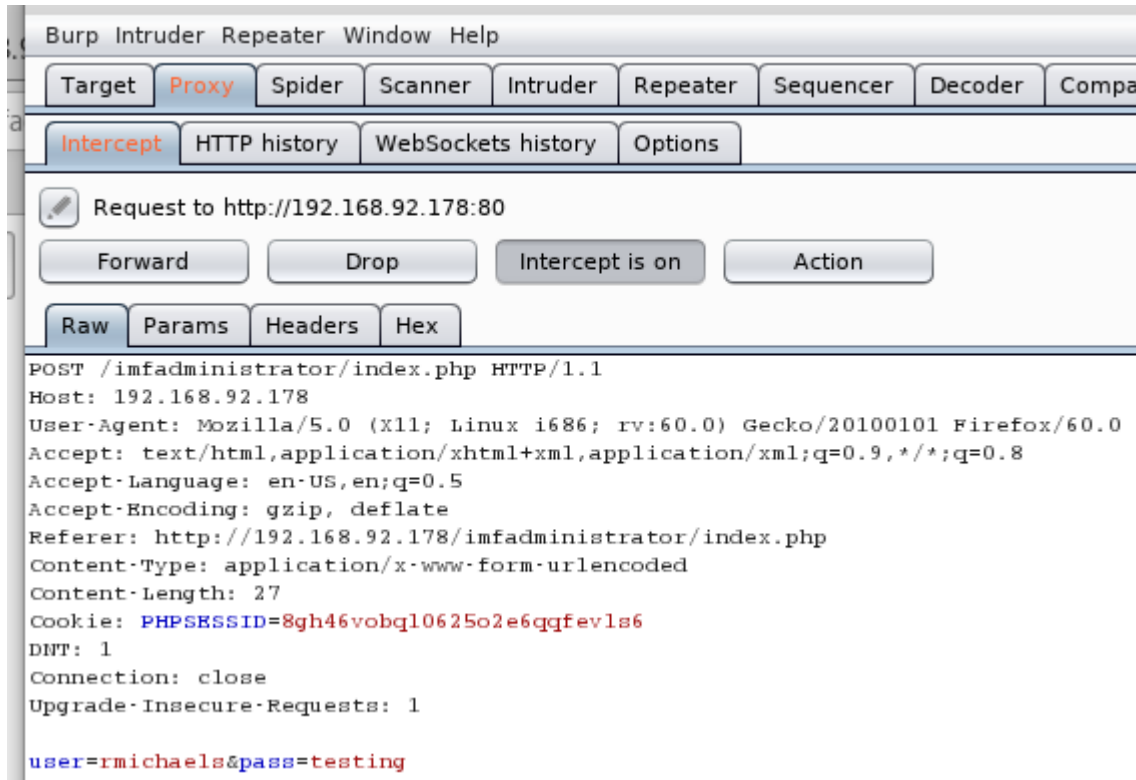 Burp Intruder Repeater Window Help
Target Proxy Spider Scanner Intruder Repeater Sequencer Decoder Compa
Intercept HTTP history WebSockets history Options
Request to http://192.168.92.178:80
Forward Drop Intercept is on Action
Raw Params Headers Hex
POST /imfadministrator/index.php HTTP/1.1
Host: 192.168.92.178
User-Agent: Mozilla/5.0 (X11; Linux i686; rv:60.0) Gecko/20100101 Firefox/60.0
Accept: text/html,application/xhtml+xml,application/xml;q=0.9,*/*;q=0.8
Accept-Language: en-US,en;q=0.5
Accept-Encoding: gzip, deflate
Referer: http://192.168.92.178/imfadministrator/index.php
Content-Type: application/x-www-form-urlencoded
Content-Length: 27
Cookie: PHPSESSID=8gh46vobql0625o2e6qqfevls6
DNT: 1
Connection: close
Upgrade-Insecure-Requests: 1
user=rmichaels&pass=testing